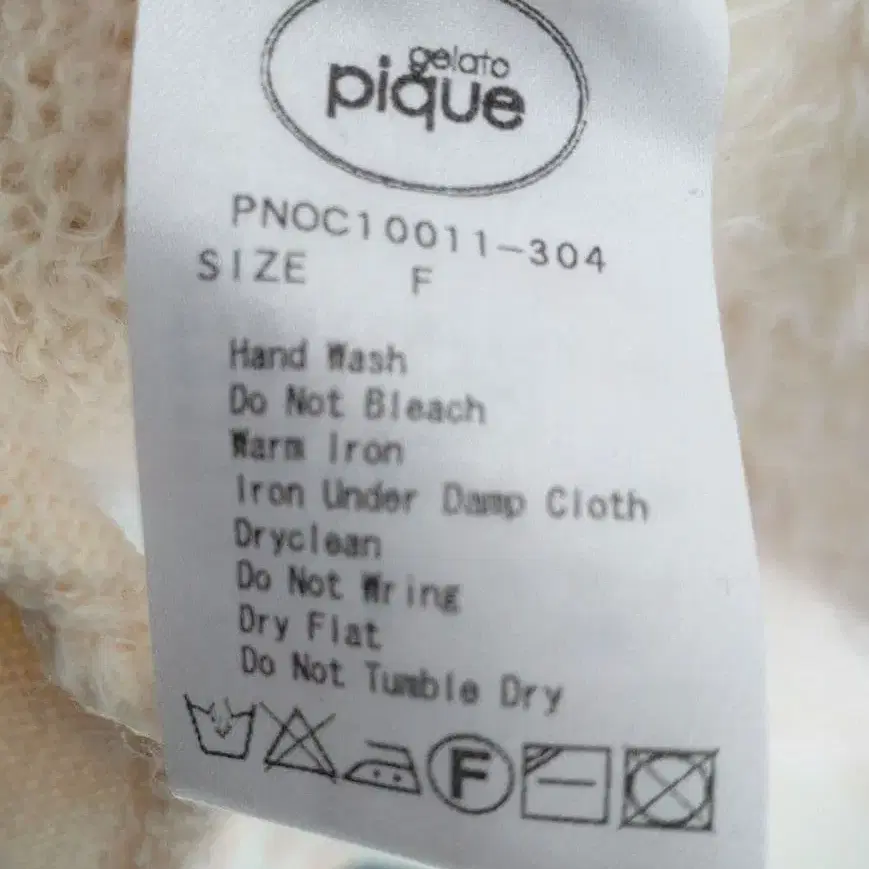 gelato
pique
PNOC10011-304
SIZE F
Hand Wash
Do Not Bleach
Warm Iron
Iron Under Damp Cloth
Dryclean
Do Not Wring
Dry Flat
Do Not Tumble Dry
F